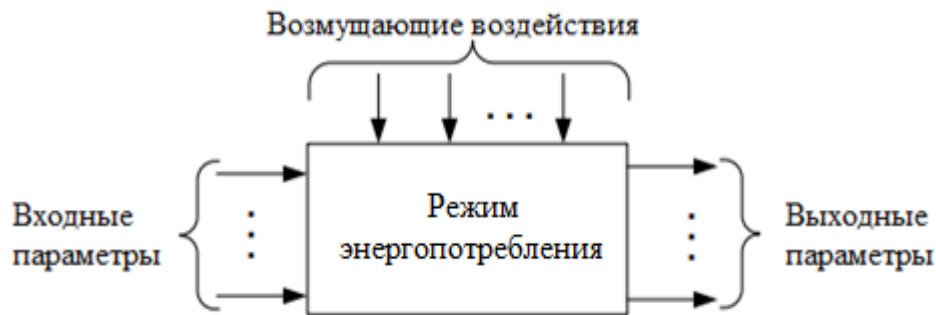 Возмущающие воздействия
Входные
параметры
Режим
энергопотребления
Выходные
параметры